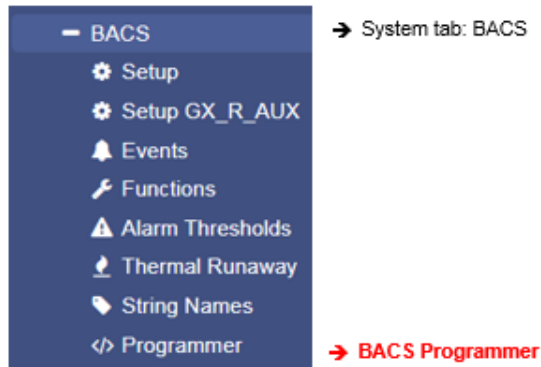 BACS → System tab: BACS
Setup
Setup GX_R_AUX
Events
Functions
Alarm Thresholds
Thermal Runaway
String Names
</> Programmer → BACS Programmer